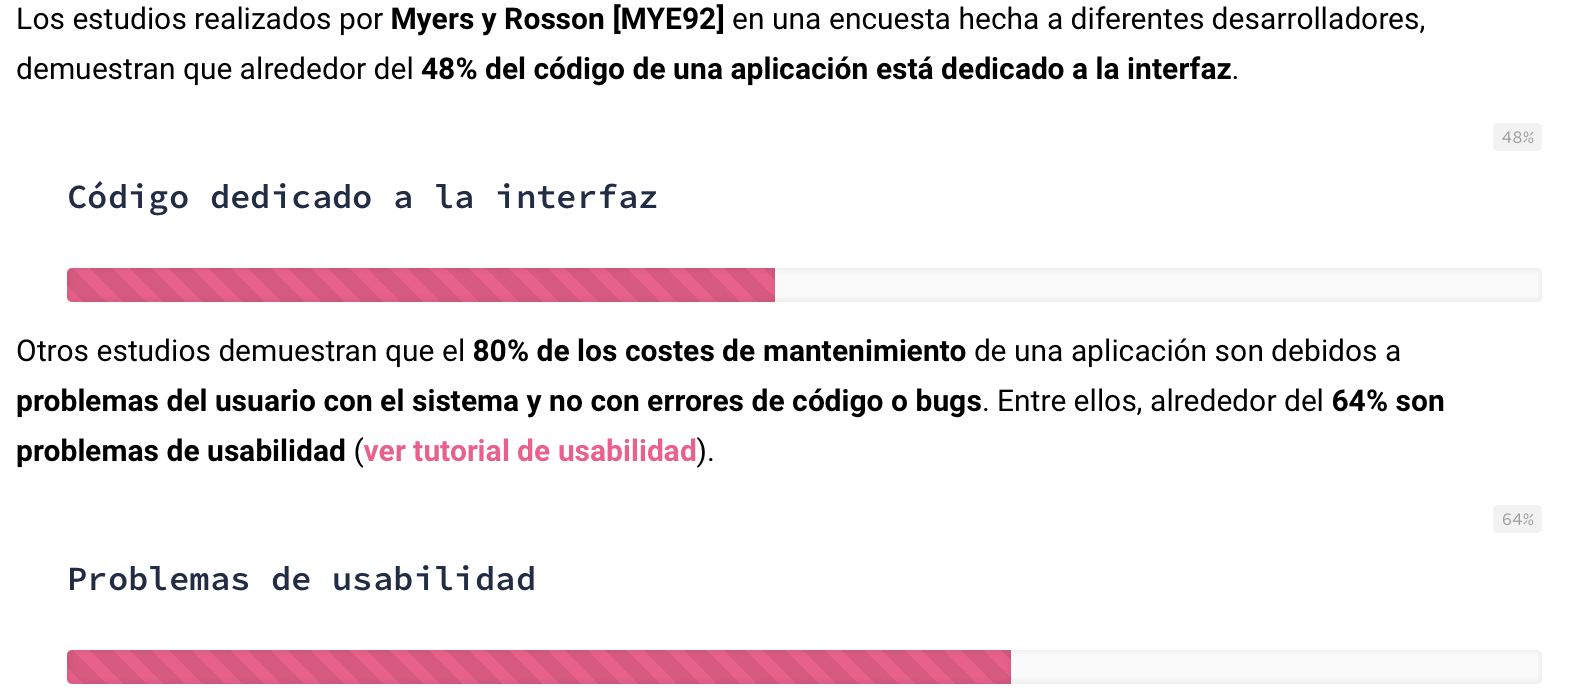 Los estudios realizados por Myers y Rosson [MYE92] en una encuesta hecha a diferentes desarrolladores,
demuestran que alrededor del 48% del código de una aplicación está dedicado a la interfaz.
48%
Código dedicado a la interfaz
Otros estudios demuestran que el 80% de los costes de mantenimiento de una aplicación son debidos a
problemas del usuario con el sistema y no con errores de código o bugs. Entre ellos, alrededor del 64% son
problemas de usabilidad (ver tutorial de usabilidad).
64%
Problemas de usabilidad